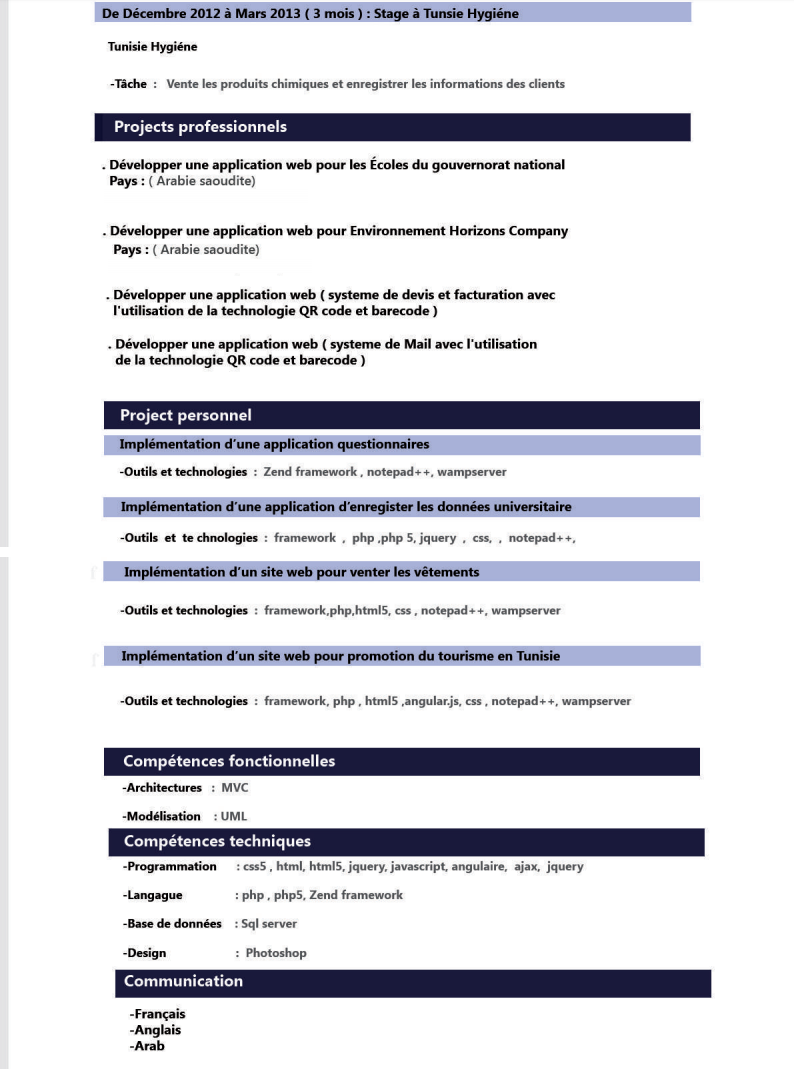 De Décembre 2012 à Mars 2013 ( 3 mois ) : Stage à Tunsie Hygiéne
Tunisie Hygiéne
-Tâche : Vente les produits chimiques et enregistrer les informations des clients
Projects professionnels
. Développer une application web pour les Écoles du gouvernorat national
Pays : ( Arabie saoudite)
. Développer une application web pour Environnement Horizons Company
Pays : ( Arabie saoudite)
. Développer une application web ( systeme de devis et facturation avec
l'utilisation de la technologie QR code et barecode )
. Développer une application web ( systeme de Mail avec l'utilisation
de la technologie QR code et barecode )
Project personnel
Implémentation d'une application questionnaires
-Outils et technologies : Zend framework , notepad++, wampserver
Implémentation d'une application d'enregister les données universitaire
-Outils et te chnologies : framework , php ,php 5, jquery , css, , notepad++,
Implémentation d'un site web pour venter les vêtements
-Outils et technologies : framework,php,html5, css , notepad++, wampserver
Implémentation d'un site web pour promotion du tourisme en Tunisie
-Outils et technologies : framework, php , html5 ,angular.js, css , notepad++, wampserver
Compétences fonctionnelles
-Architectures : MVC
-Modélisation : UML
Compétences techniques
-Programmation : css5 , html, html5, jquery, javascript, angulaire, ajax, jquery
-Langague : php , php5, Zend framework
-Base de données : Sql server
-Design : Photoshop
Communication
-Français
-Anglais
-Arab